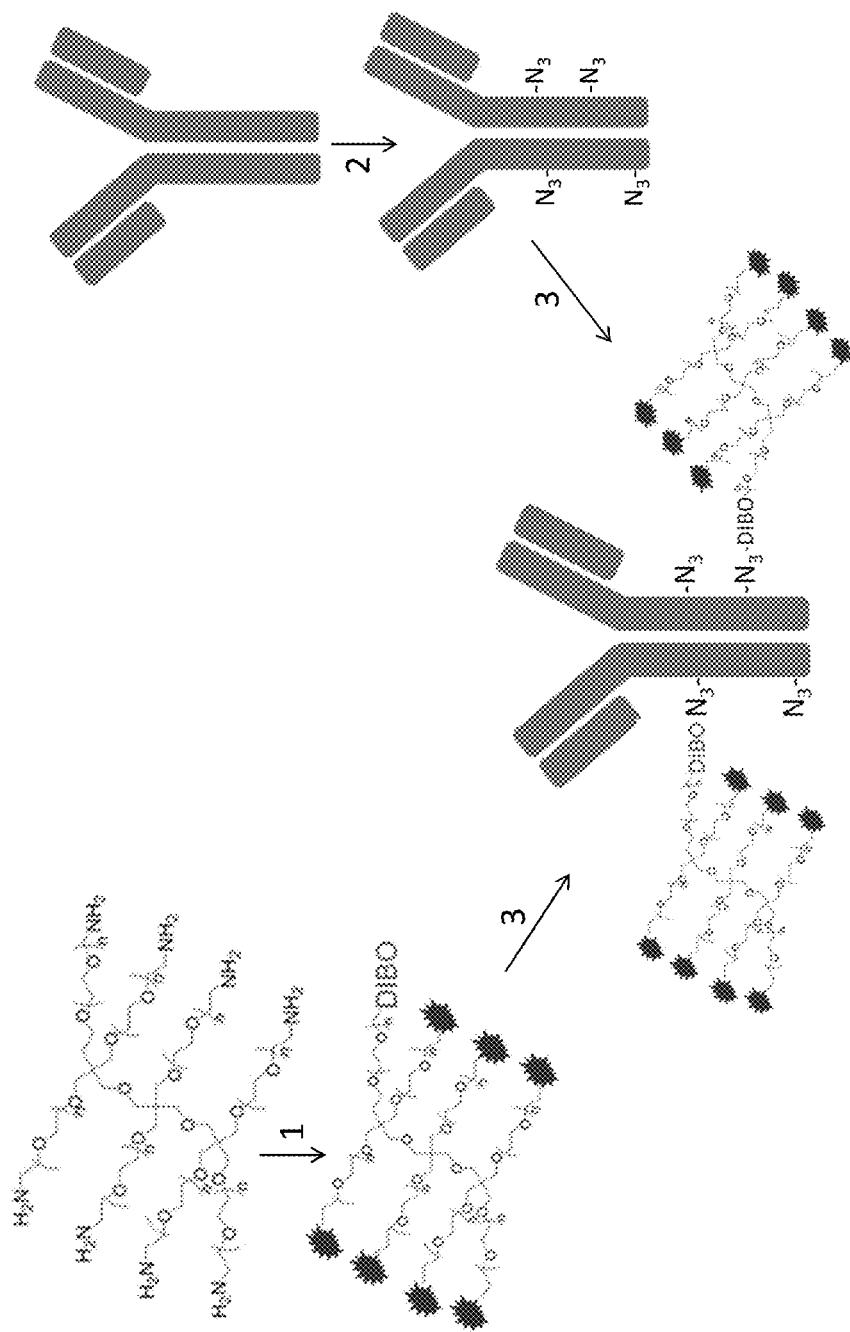 H₂N
NH₂
H₂N
NH₂
H₂N
NH₂
H₂N
NH₂
1
2
DIBO
N₃-
-N₃
N₃-
-N₃
3
3
DIBO N₃-
-N₃
N₃-
-N₃-DIBO